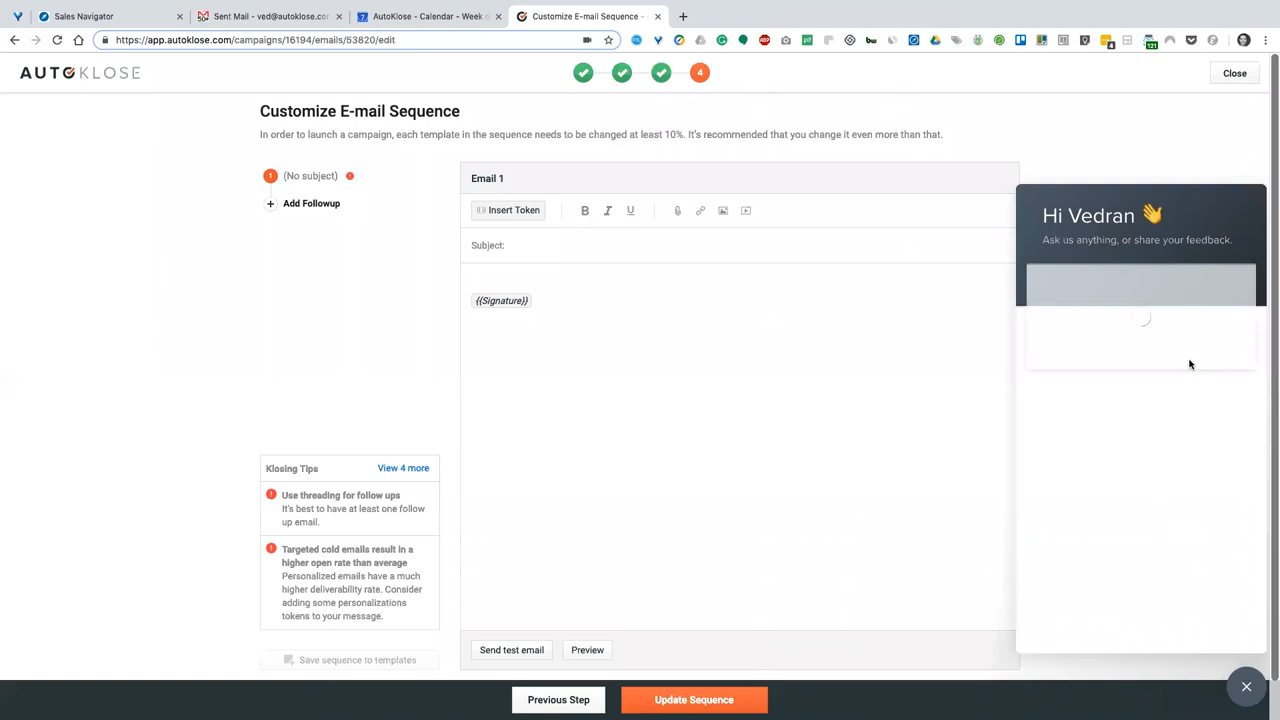 Sales Navigator
Sent Mail - ved@autoklose.co
AutoKlose - Calendar - Week o
Customize E-mail Sequence -
https://app.autoklose.com/campaigns/16194/emails/53820/edit
ABP
4
121
AUTOKLOSE
4
Close
Customize E-mail Sequence
In order to launch a campaign, each template in the sequence needs to be changed at least 10%. It's recommended that you change it even more than that.
1 (No subject) !
+ Add Followup
Email 1
Insert Token
B I U
Subject:
{{Signature}}
Hi Vedran 👋
Ask us anything, or share your feedback.
Klosing Tips
View 4 more
Use threading for follow ups
It's best to have at least one follow
up email.
Targeted cold emails result in a
higher open rate than average
Personalized emails have a much
higher deliverability rate. Consider
adding some personalizations
tokens to your message.
Save sequence to templates
Send test email
Preview
Previous Step
Update Sequence